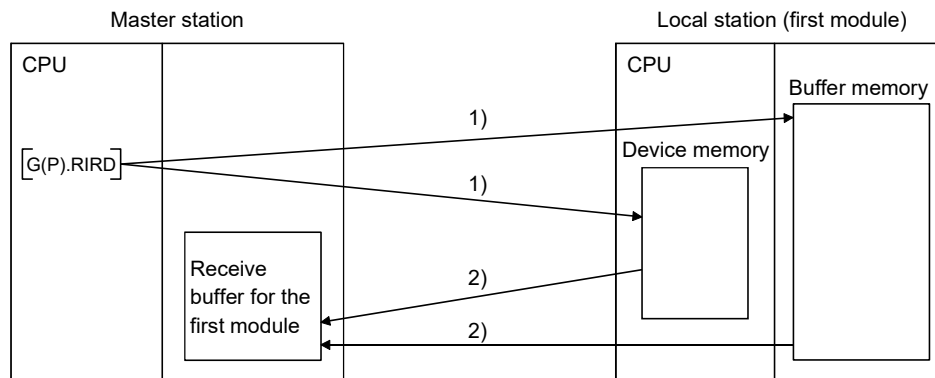 Master station
Local station (first module)
CPU
CPU
Buffer memory
1)
Device memory
[G(P).RIRD]
1)
Receive
buffer for the
first module
2)
2)